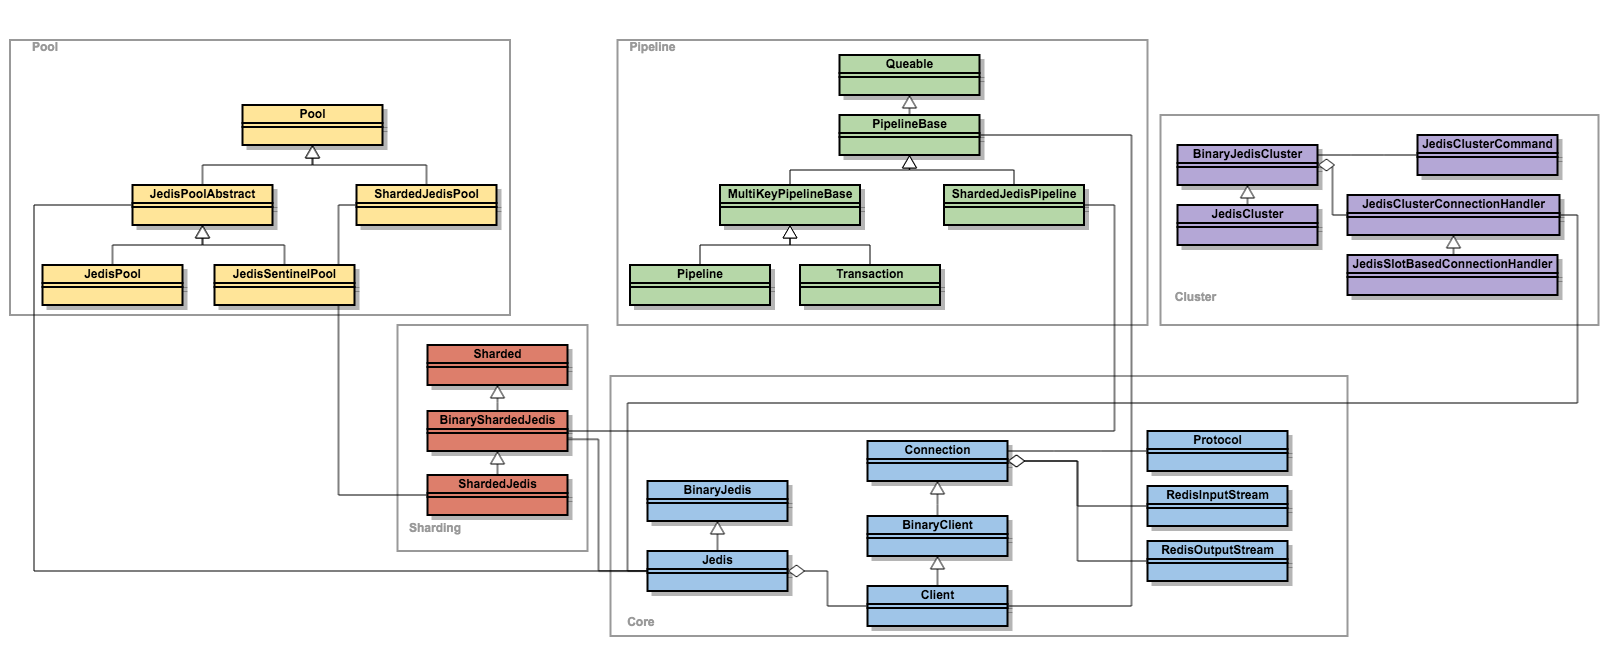 Pool
Pool
JedisPoolAbstract
ShardedJedisPool
JedisPool
JedisSentinelPool
Pipeline
Queable
PipelineBase
MultiKeyPipelineBase
ShardedJedisPipeline
Pipeline
Transaction
BinaryJedisCluster
JedisClusterCommand
JedisCluster
JedisClusterConnectionHandler
JedisSlotBasedConnectionHandler
Cluster
Sharded
BinaryShardedJedis
ShardedJedis
Sharding
Connection
Protocol
BinaryJedis
RedisInputStream
BinaryClient
RedisOutputStream
Jedis
Client
Core